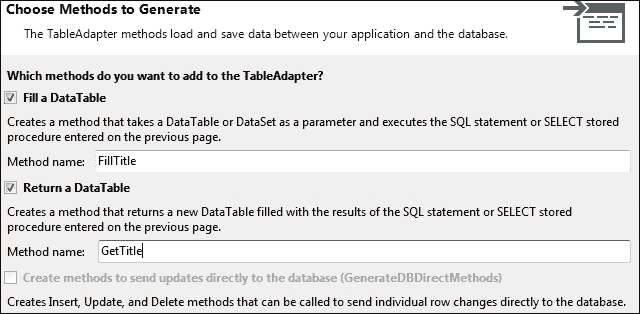 Choose Methods to Generate
The TableAdapter methods load and save data between your application and the database.
Which methods do you want to add to the TableAdapter?
Fill a DataTable
Creates a method that takes a DataTable or DataSet as a parameter and executes the SQL statement or SELECT stored
procedure entered on the previous page.
Method name: FillTitle
Return a DataTable
Creates a method that returns a new DataTable filled with the results of the SQL statement or SELECT stored
procedure entered on the previous page.
Method name: GetTitle
Create methods to send updates directly to the database (GenerateDBDirectMethods)
Creates Insert, Update, and Delete methods that can be called to send individual row changes directly to the database.